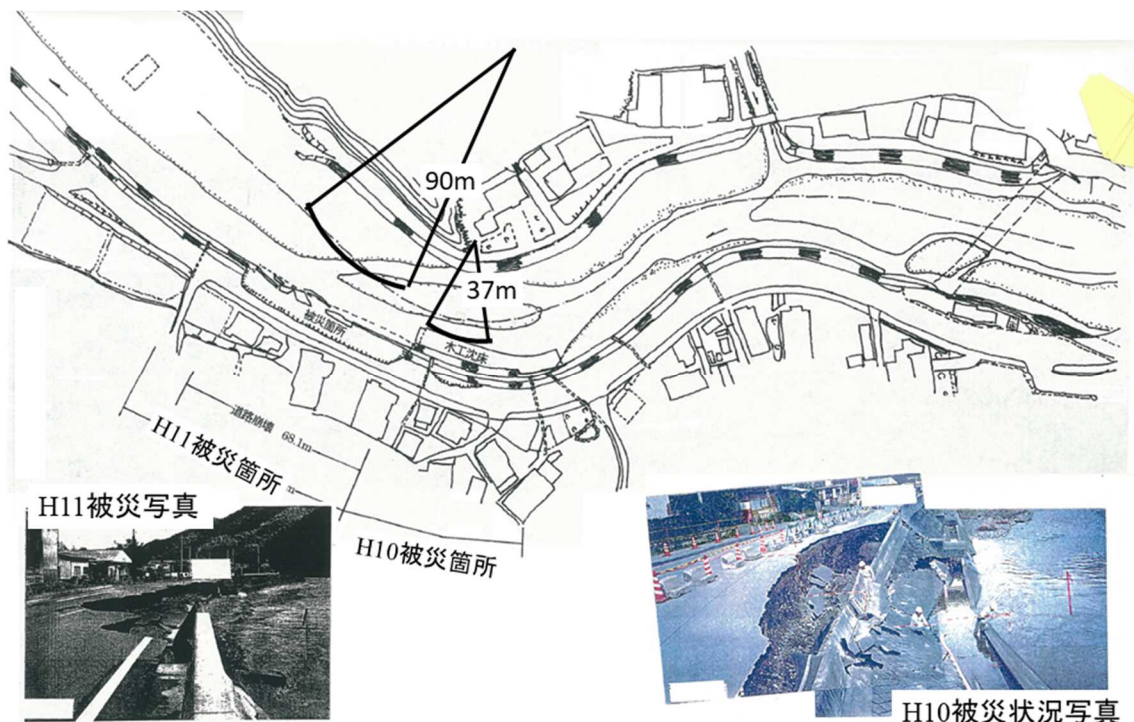 90m
37m
被災箇所
木工沈床
道路崩壊 68.1m
H11被災箇所
m
H10被災箇所
H11被災写真
H10被災状況写真